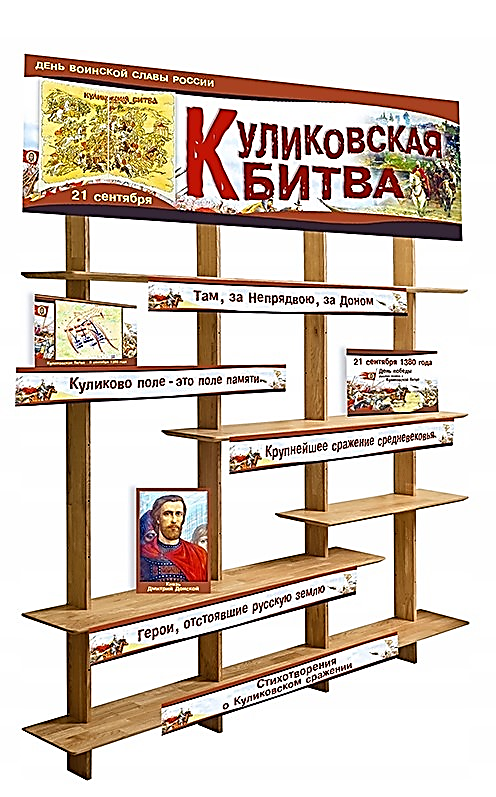 ДЕНЬ ВОИНСКОЙ СЛАВЫ РОССИИ
КУЛИКОВСКАЯ БИТВА
21 сентября
КУЛИКОВСКАЯ
БИТВА
Там, за Непрядвою, за Доном
Куликово поле - это поле памяти.
21 сентября 1380 года
День победы
Куликовской битве
Крупнейшее сражение средневековья.
Князь
Дмитрий Донской
Герои, отстоявшие русскую землю
Стихотворения
о Куликовском сражении